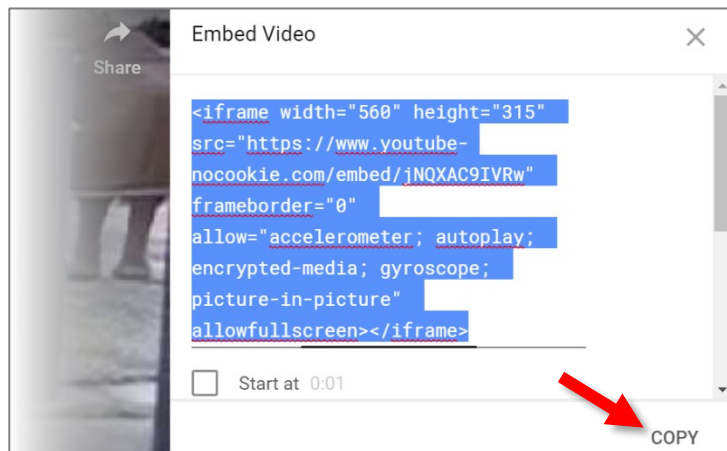 Share
Embed Video
<iframe width="560" height="315"
src="https://www.youtube-
nocookie.com/embed/jNQXAC9IVRw"
frameborder="0"
allow="accelerometer; autoplay;
encrypted-media; gyroscope;
picture-in-picture"
allowfullscreen></iframe>
Start at 0:01
COPY